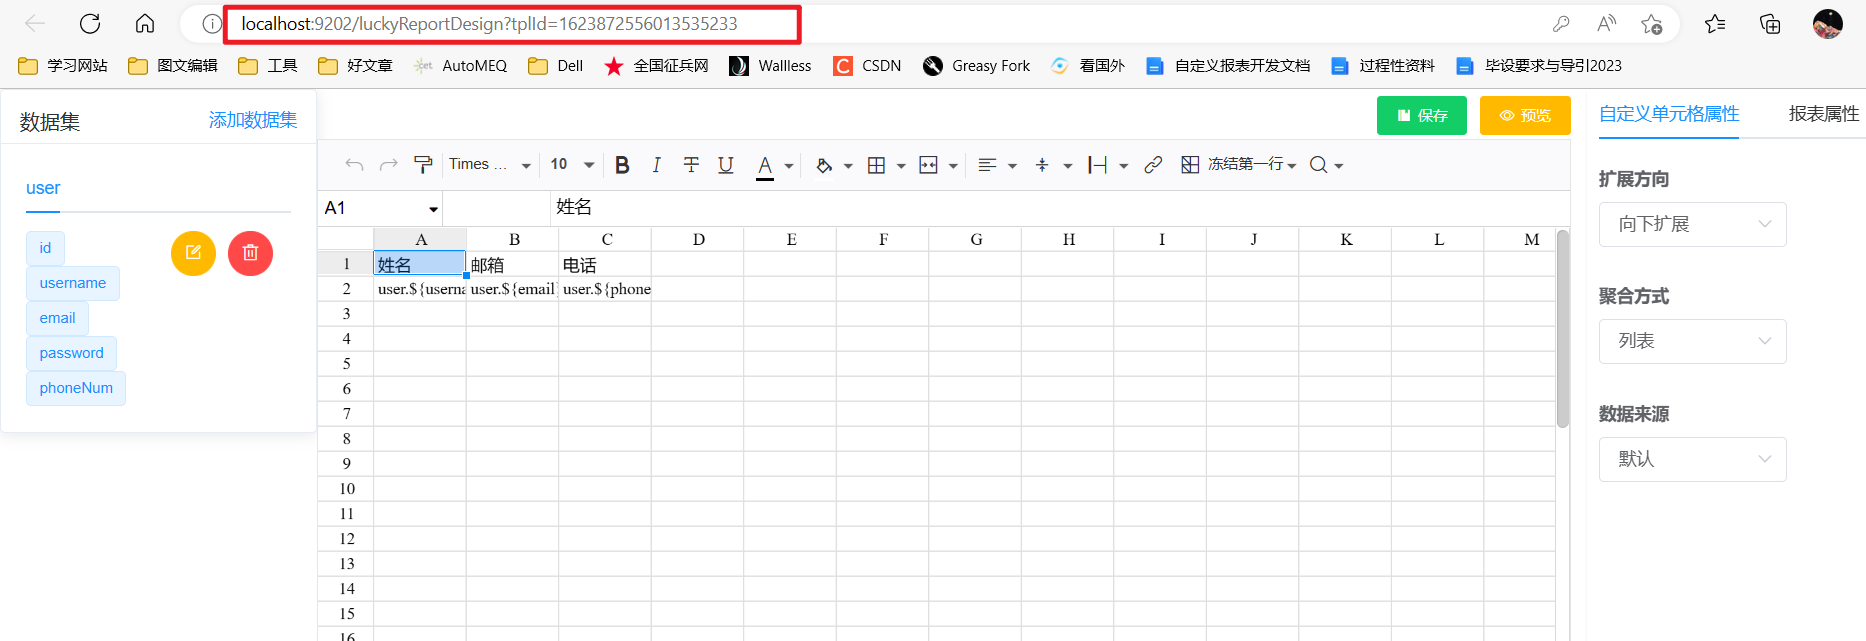 localhost:9202/luckyReportDesign?tplId=1623872556013535233
学习网站 图文编辑 工具 好文章 AutoMEQ Dell 全国征兵网 Wallless CSDN Greasy Fork 看国外 自定义报表开发文档 过程性资料 毕设要求与导引2023
数据集 添加数据集
user
id
username
email
password
phoneNum
保存 预览
Times ... 10 B I T U A 冻结第一行
A1 姓名
A B C D E F G H I J K L M
1 姓名 邮箱 电话
2 user.${userna user.${email} user.${phone
3
4
5
6
7
8
9
10
11
12
13
14
15
16
自定义单元格属性 报表属性
扩展方向
向下扩展
聚合方式
列表
数据来源
默认